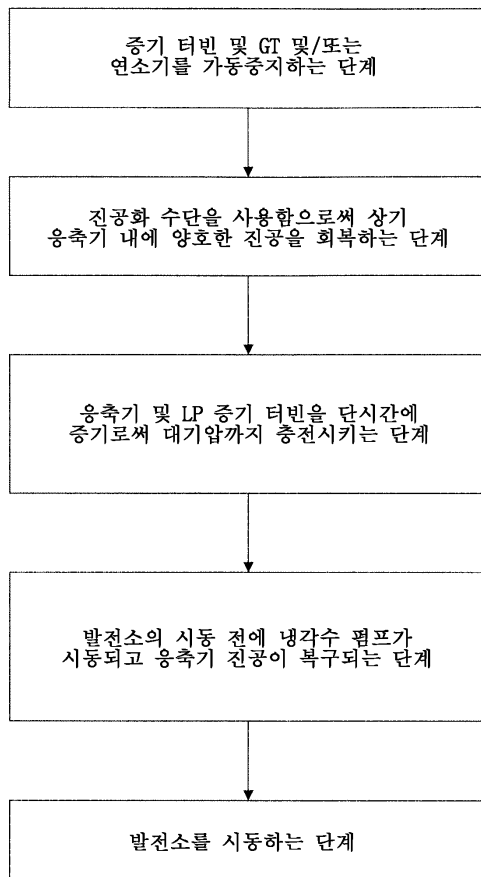 증기 터빈 및 GT 및/또는
연소기를 가동중지하는 단계
진공화 수단을 사용함으로써 상기
응축기 내에 양호한 진공을 회복하는 단계
응축기 및 LP 증기 터빈을 단시간에
증기로써 대기압까지 충전시키는 단계
발전소의 시동 전에 냉각수 펌프가
시동되고 응축기 진공이 복구되는 단계
발전소를 시동하는 단계